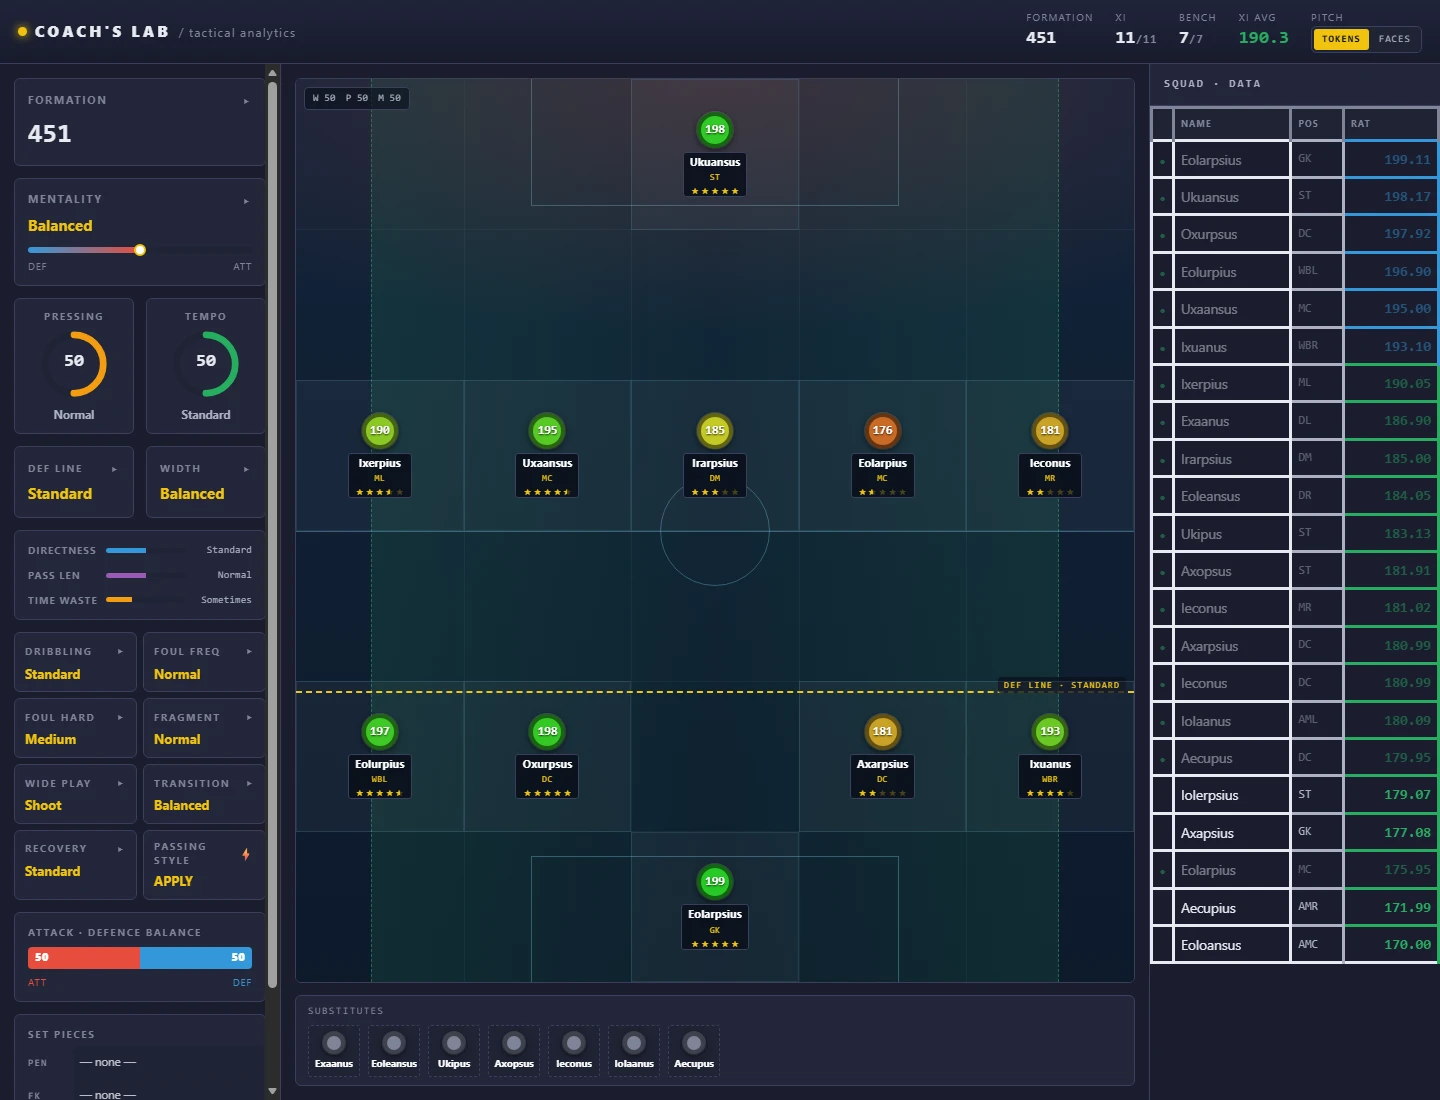 COACH'S LAB / tactical analytics
FORMATION
451
XI
11/11
BENCH
7/7
XI AVG
190.3
PITCH
TOKENS FACES
FORMATION
451
MENTALITY
Balanced
DEF ATT
PRESSING
50
Normal
TEMPO
50
Standard
DEF LINE
Standard
WIDTH
Balanced
DIRECTNESS Standard
PASS LEN Normal
TIME WASTE Sometimes
DRIBBLING
Standard
FOUL FREQ
Normal
FOUL HARD
Medium
FRAGMENT
Normal
WIDE PLAY
Shoot
TRANSITION
Balanced
RECOVERY
Standard
PASSING STYLE
APPLY
ATTACK · DEFENCE BALANCE
50 50
ATT DEF
SET PIECES
PEN — none —
FK — none —
W 50 P 50 M 50
198
Ukuansus
ST
190
Ixerpius
ML
195
Uxaansus
MC
185
Irarpsius
DM
176
Eolarpius
MC
181
Ieconus
MR
DEF LINE · STANDARD
197
Eolurpius
WBL
198
Oxurpsus
DC
181
Axarpsius
DC
193
Ixuanus
WBR
199
Eolarpsius
GK
SUBSTITUTES
Exaanus
Eoleansus
Ukipus
Axopsus
Ieconus
Iolaanus
Aecupus
SQUAD · DATA
NAME POS RAT
Eolarpsius GK 199.11
Ukuansus ST 198.17
Oxurpsus DC 197.92
Eolurpius WBL 196.90
Uxaansus MC 195.00
Ixuanus WBR 193.10
Ixerpius ML 190.05
Exaanus DL 186.90
Irarpsius DM 185.00
Eoleansus DR 184.05
Ukipus ST 183.13
Axopsus ST 181.91
Ieconus MR 181.02
Axarpsius DC 180.99
Ieconus DC 180.99
Iolaanus AML 180.09
Aecupus DC 179.95
Iolerpsius ST 179.07
Axapsius GK 177.08
Eolarpius MC 175.95
Aecupius AMR 171.99
Eoloansus AMC 170.00